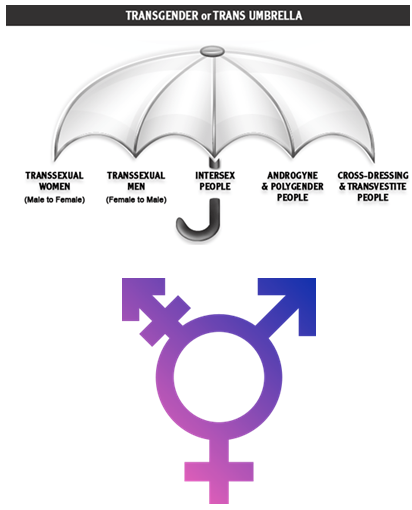 TRANSGENDER or TRANS UMBRELLA
TRANSSEXUAL WOMEN
(Male to Female)
TRANSSEXUAL MEN
(Female to Male)
INTERSEX PEOPLE
ANDROGYNE & POLYGENDER PEOPLE
CROSS-DRESSING & TRANSVESTITE PEOPLE